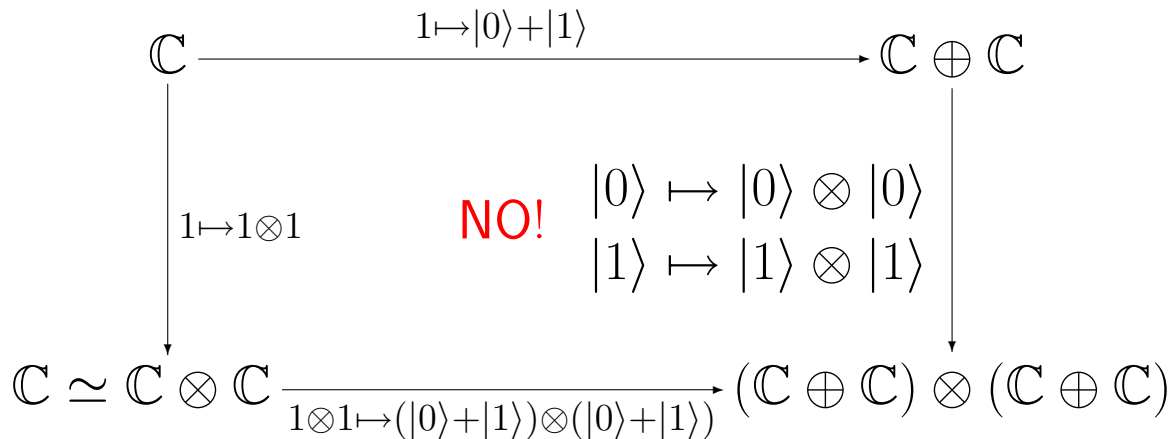 1↦|0⟩+|1⟩
ℂ
ℂ ⊕ ℂ
|0⟩ ↦ |0⟩ ⊗ |0⟩
NO!
1↦1⊗1
|1⟩ ↦ |1⟩ ⊗ |1⟩
ℂ ≃ ℂ ⊗ ℂ
(ℂ ⊕ ℂ) ⊗ (ℂ ⊕ ℂ)
1⊗1↦(|0⟩+|1⟩)⊗(|0⟩+|1⟩)